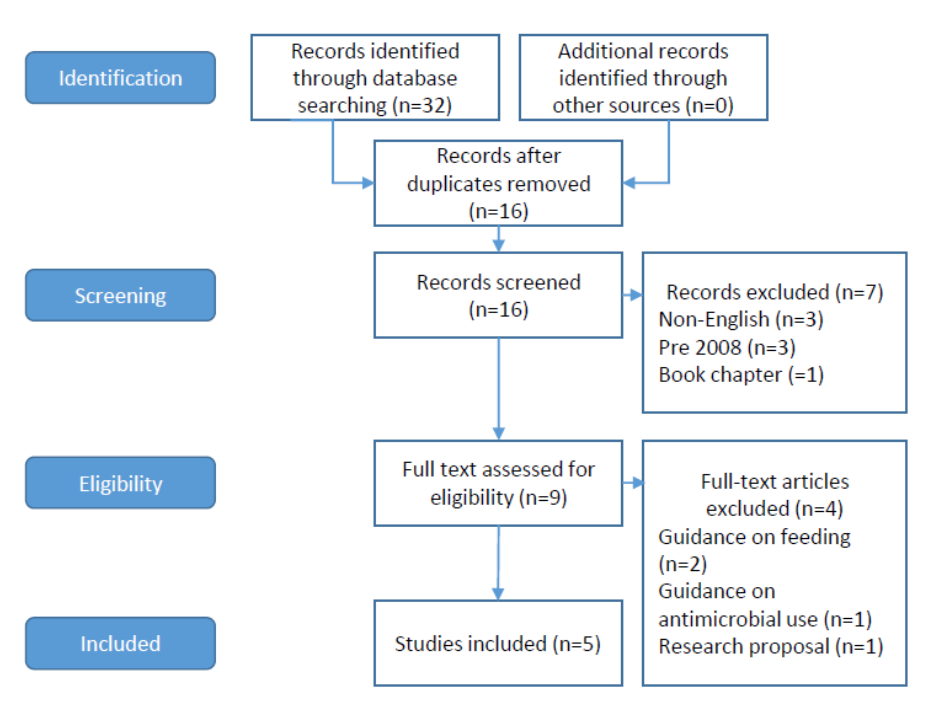 Identification
Records identified
through database
searching (n=32)
Additional records
identified through
other sources (n=0)
Records after
duplicates removed
(n=16)
Screening
Records screened
(n=16)
Records excluded (n=7)
Non-English (n=3)
Pre 2008 (n=3)
Book chapter (=1)
Eligibility
Full text assessed for
eligibility (n=9)
Full-text articles
excluded (n=4)
Guidance on feeding
(n=2)
Guidance on
antimicrobial use (n=1)
Research proposal (n=1)
Included
Studies included (n=5)